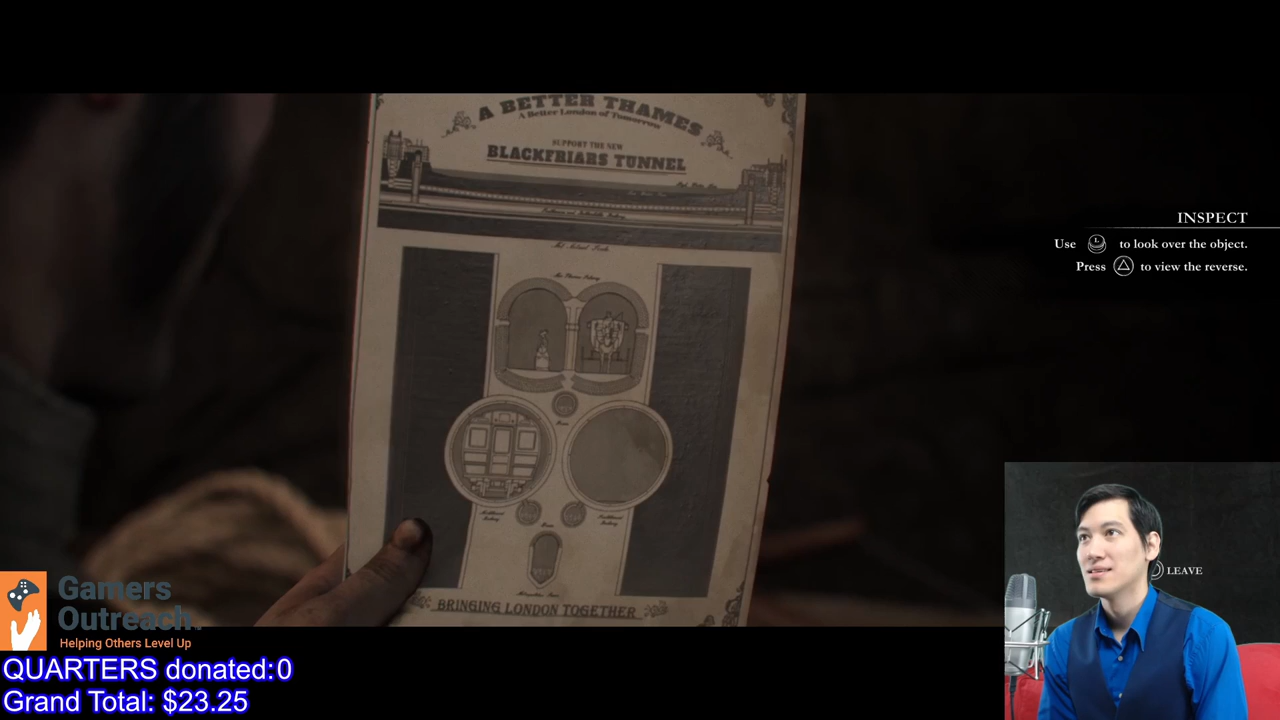 A BETTER THAMES
A Better London of Tomorrow
SUPPORT THE NEW
BLACKFRIARS TUNNEL
BRINGING LONDON TOGETHER
INSPECT
Use L to look over the object.
Press to view the reverse.
LEAVE
Gamers
Outreach
Helping Others Level Up
QUARTERS donated:0
Grand Total: $23.25